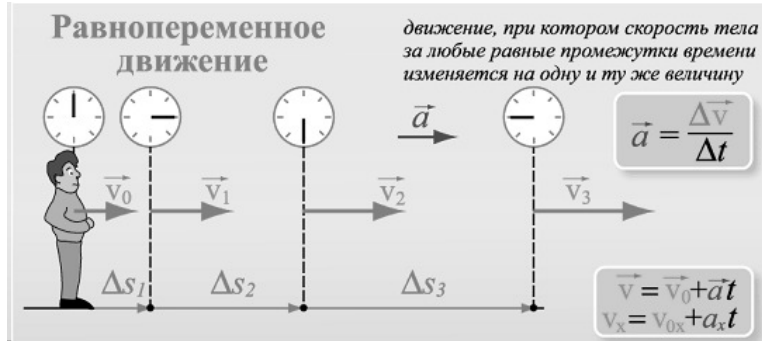 Равнопеременное
движение
движение, при котором скорость тела
за любые равные промежутки времени
изменяется на одну и ту же величину
a⃗
a⃗ = Δv⃗ / Δt
v⃗₀ v⃗₁ v⃗₂ v⃗₃
Δs₁ Δs₂ Δs₃
v⃗ = v⃗₀ + a⃗t
vₓ = v₀ₓ + aₓt